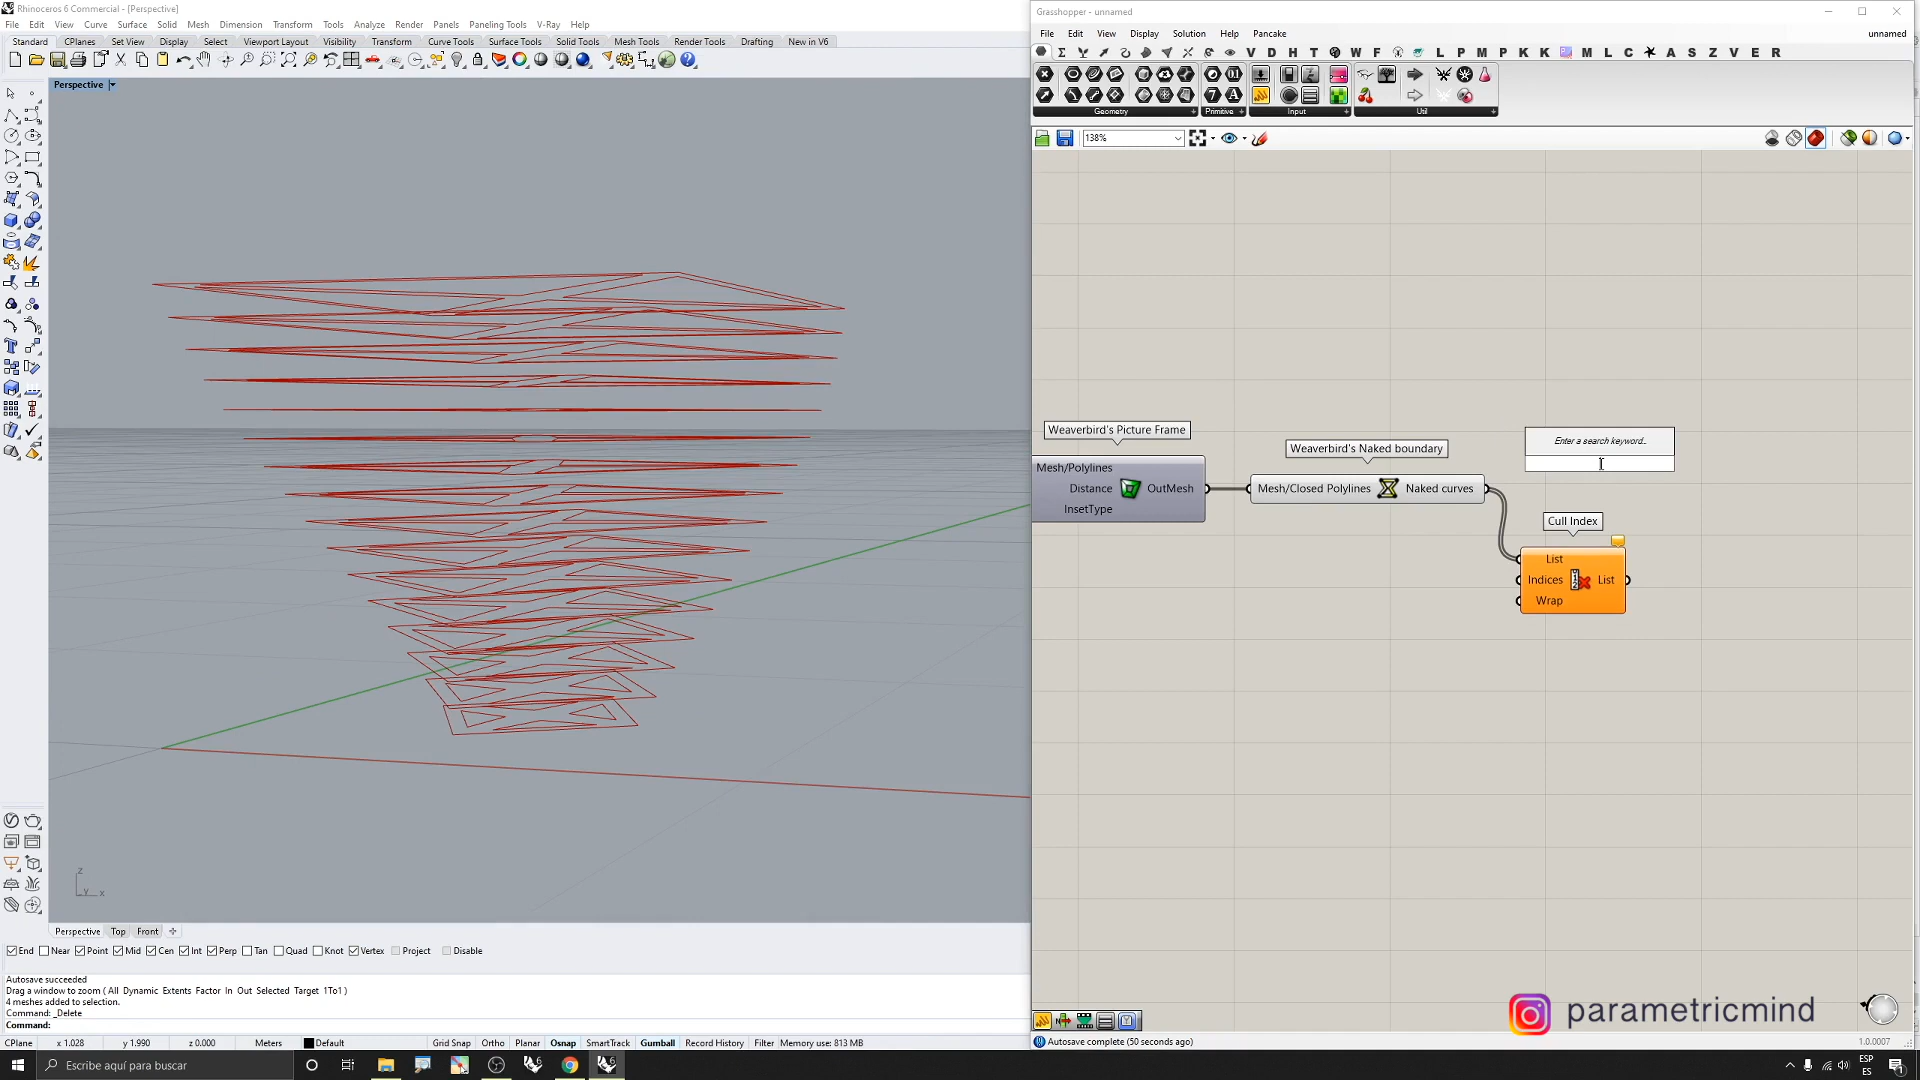 Rhinoceros 6 Commercial - [Perspective]
File Edit View Curve Surface Solid Mesh Dimension Transform Tools Analyze Render Panels Paneling Tools V-Ray Help
Standard CPlanes Set View Display Select Viewport Layout Visibility Transform Curve Tools Surface Tools Solid Tools Mesh Tools Render Tools Drafting New in V6
Perspective
z
y x
Perspective Top Front
End Near Point Mid Cen Int Perp Tan Quad Knot Vertex Project Disable
Autosave succeeded
Drag a window to zoom ( All Dynamic Extents Factor In Out Selected Target 1To1 )
4 meshes added to selection.
Command: _Delete
Command:
CPlane x 1.028 y 1.990 z 0.000 Meters Default Grid Snap Ortho Planar Osnap SmartTrack Gumball Record History Filter Memory use: 813 MB
Grasshopper - unnamed
File Edit View Display Solution Help Pancake unnamed
V D H T W F L P M P K K M L C A S Z V E R
Geometry Primitive Input Util
138%
Weaverbird's Picture Frame
Mesh/Polylines
Distance OutMesh
InsetType
Weaverbird's Naked boundary
Mesh/Closed Polylines Naked curves
Enter a search keyword...
Cull Index
List
Indices List
Wrap
parametricmind
Autosave complete (50 seconds ago) 1.0.0007
Escribe aquí para buscar
ESP
ES